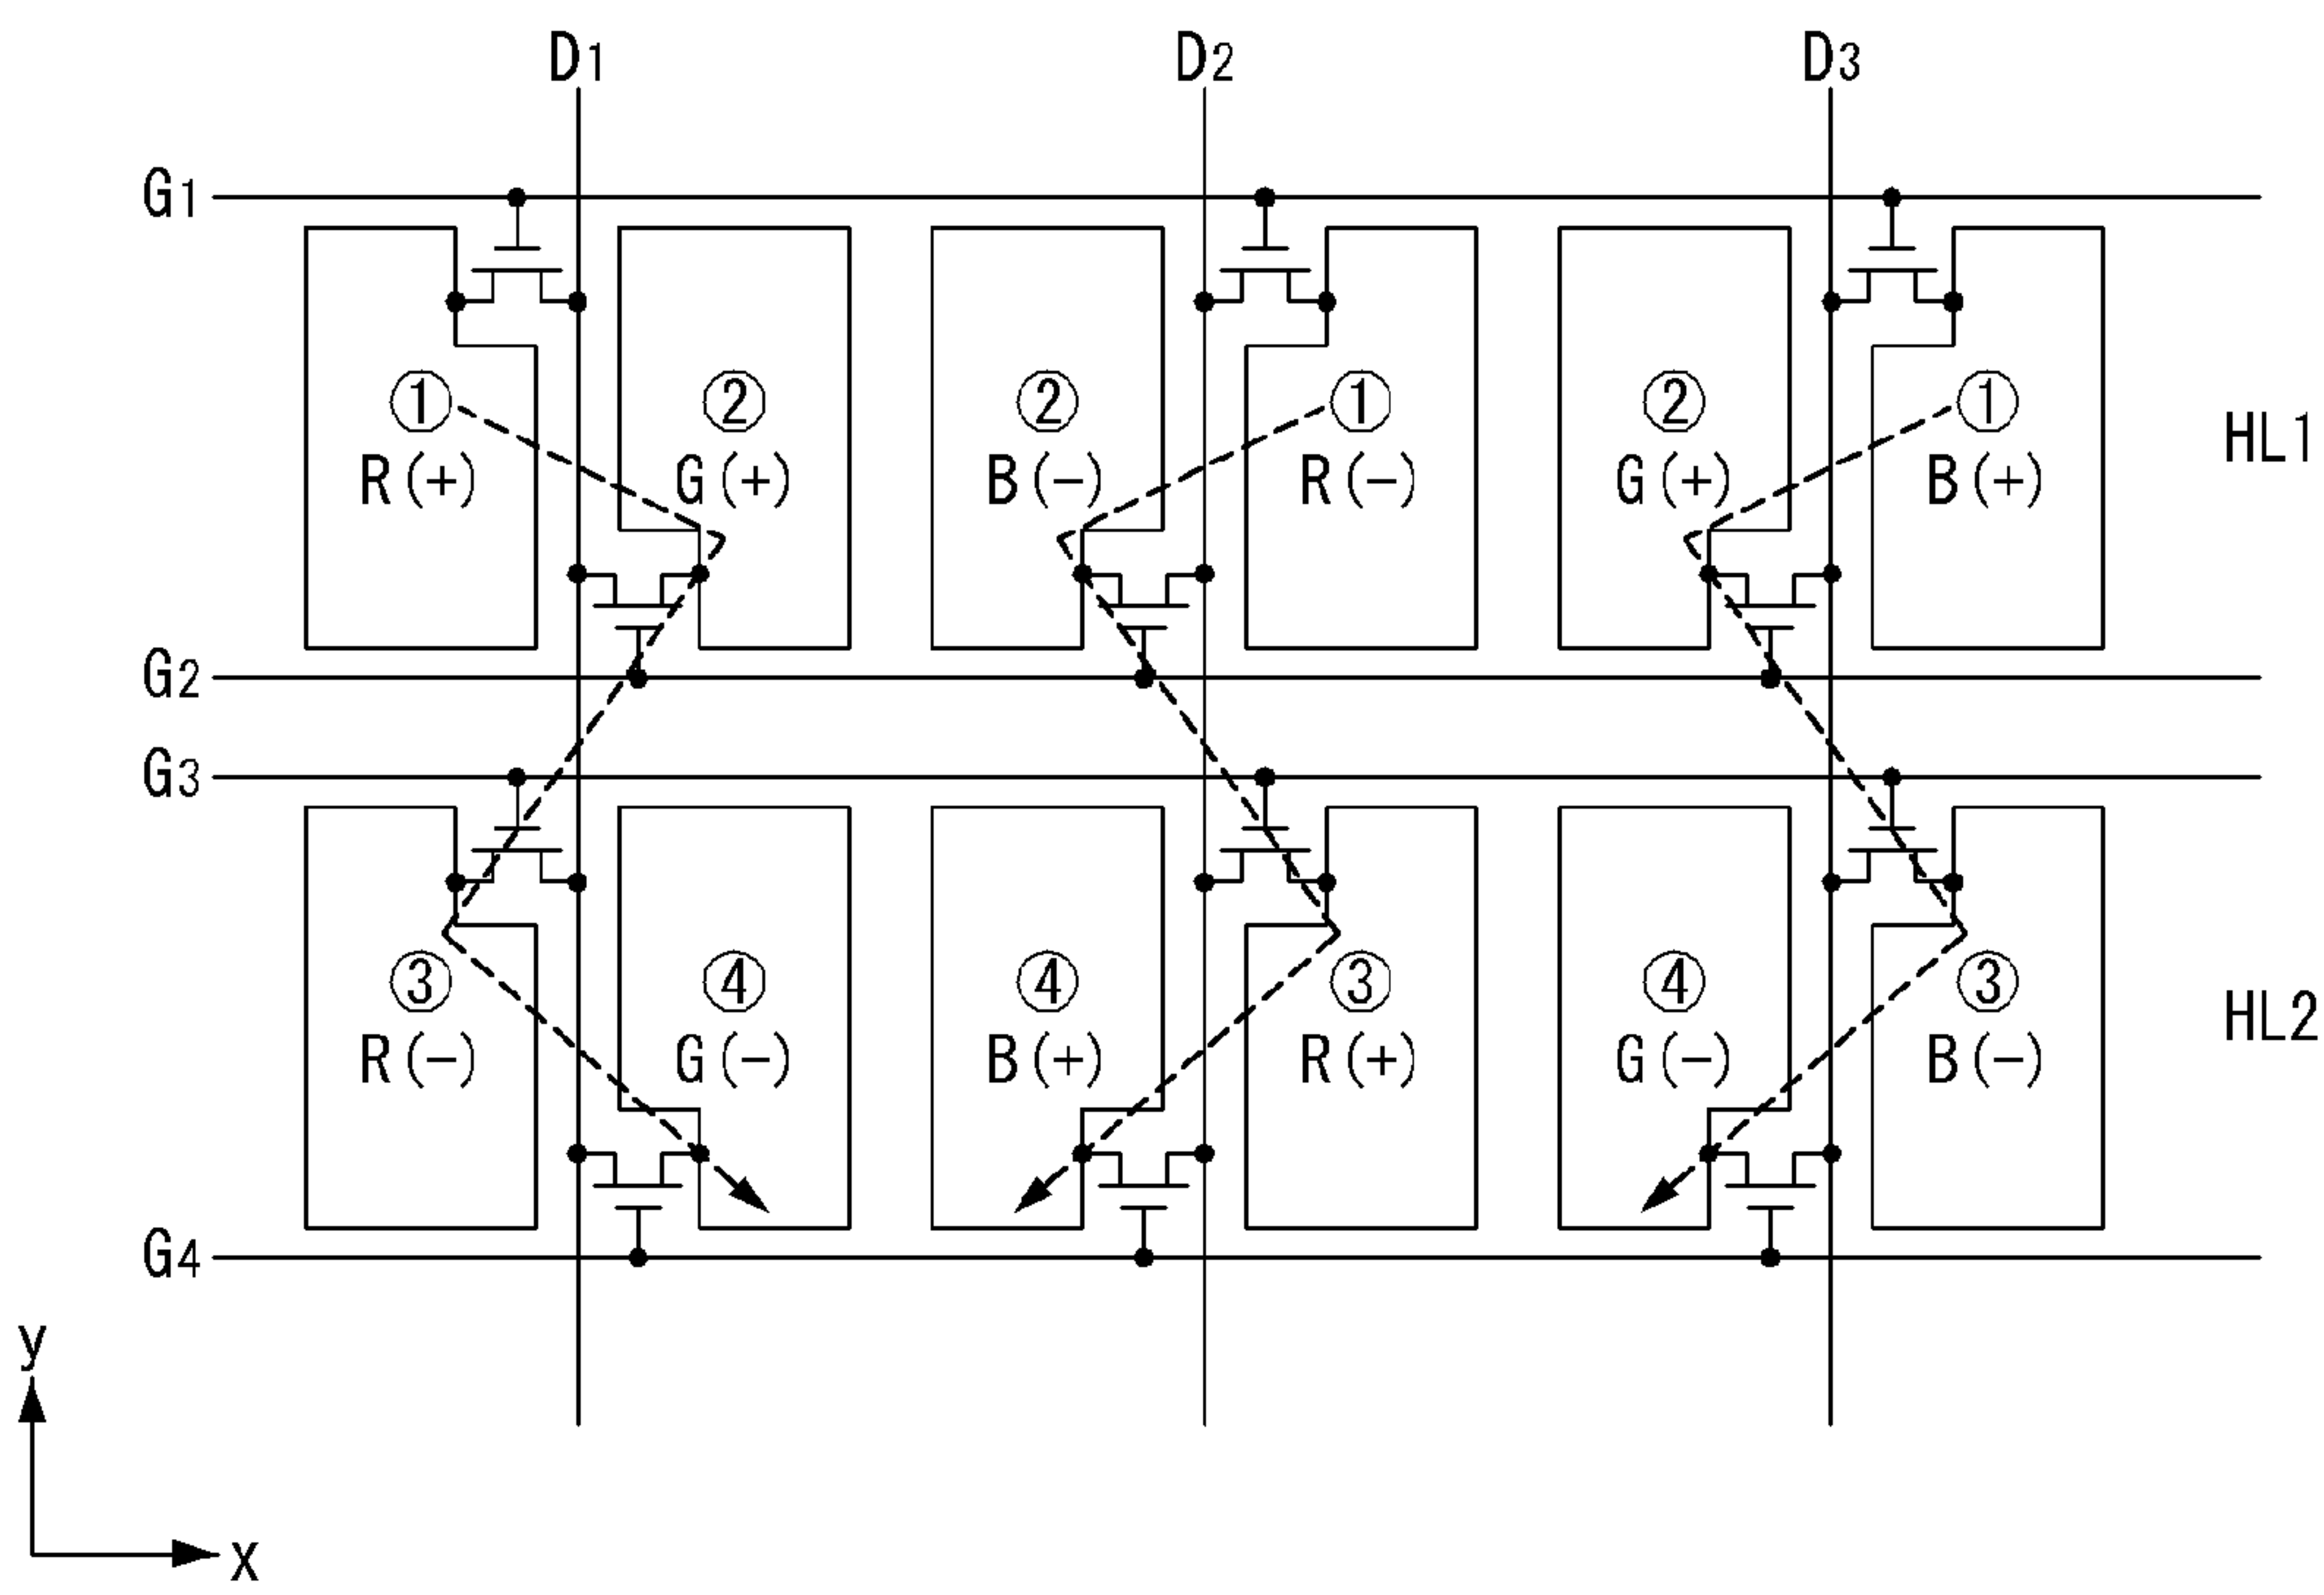 D1 D2 D3
G1
① ② ② ① ② ①
HL1
R(+) G(+) B(-) R(-) G(+) B(+)
G2
G3
③ ④ ④ ③ ④ ③
HL2
R(-) G(-) B(+) R(+) G(-) B(-)
G4
y
x